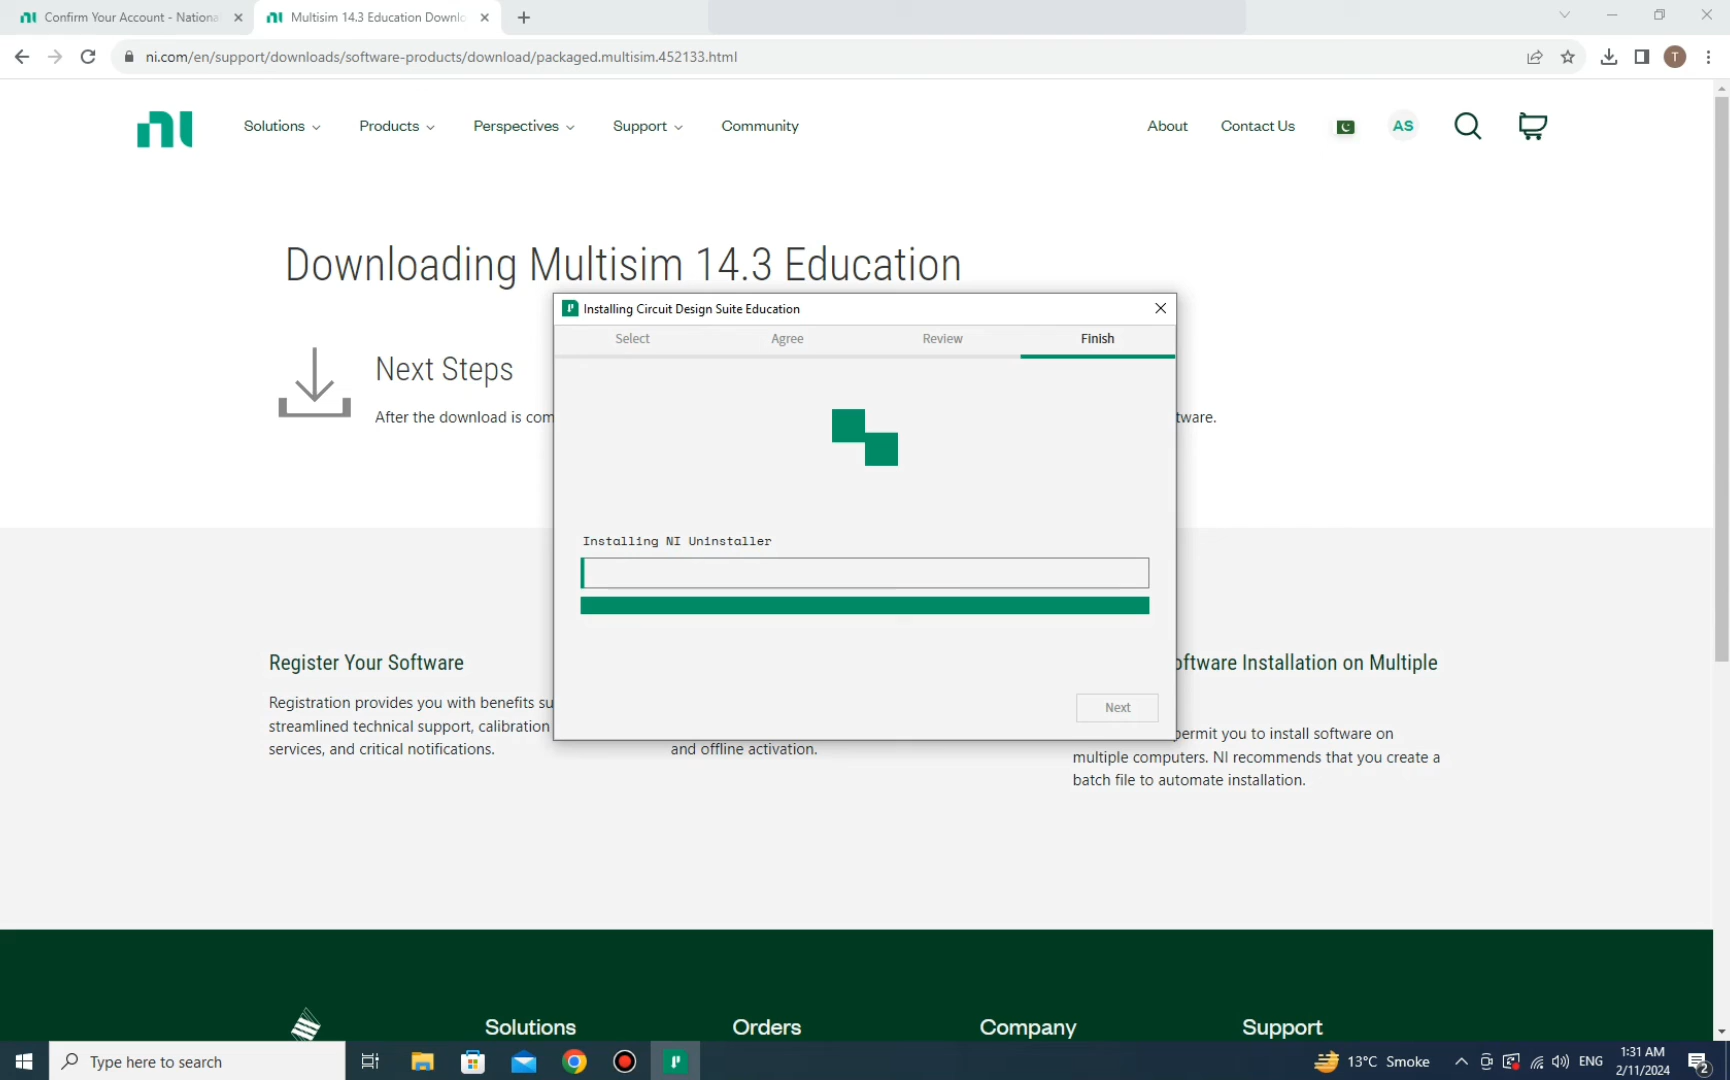 Confirm Your Account - Nationa
Multisim 14.3 Education Downlo
ni.com/en/support/downloads/software-products/download/packaged.multisim.452133.html
T
Solutions
Products
Perspectives
Support
Community
About
Contact Us
AS
Downloading Multisim 14.3 Education
Installing Circuit Design Suite Education
Select
Agree
Review
Finish
Next Steps
After the download is com
tware.
Installing NI Uninstaller
Next
Register Your Software
oftware Installation on Multiple
Registration provides you with benefits su
streamlined technical support, calibration
services, and critical notifications.
and offline activation.
permit you to install software on
multiple computers. NI recommends that you create a
batch file to automate installation.
Solutions
Orders
Company
Support
Type here to search
13°C Smoke
ENG
1:31 AM
2/11/2024
2